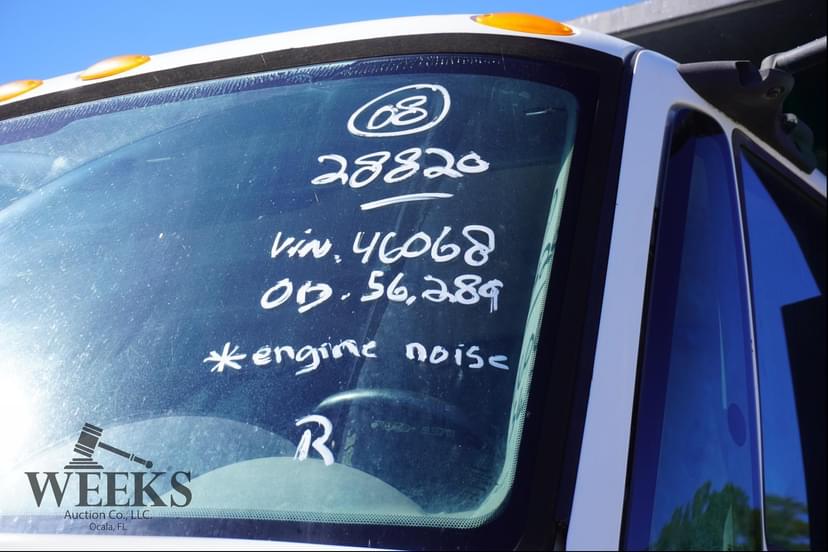 08
28820
Vin. 46068
OD. 56,289
*engine noise
R
WEEKS
Auction Co., LLC.
Ocala, FL